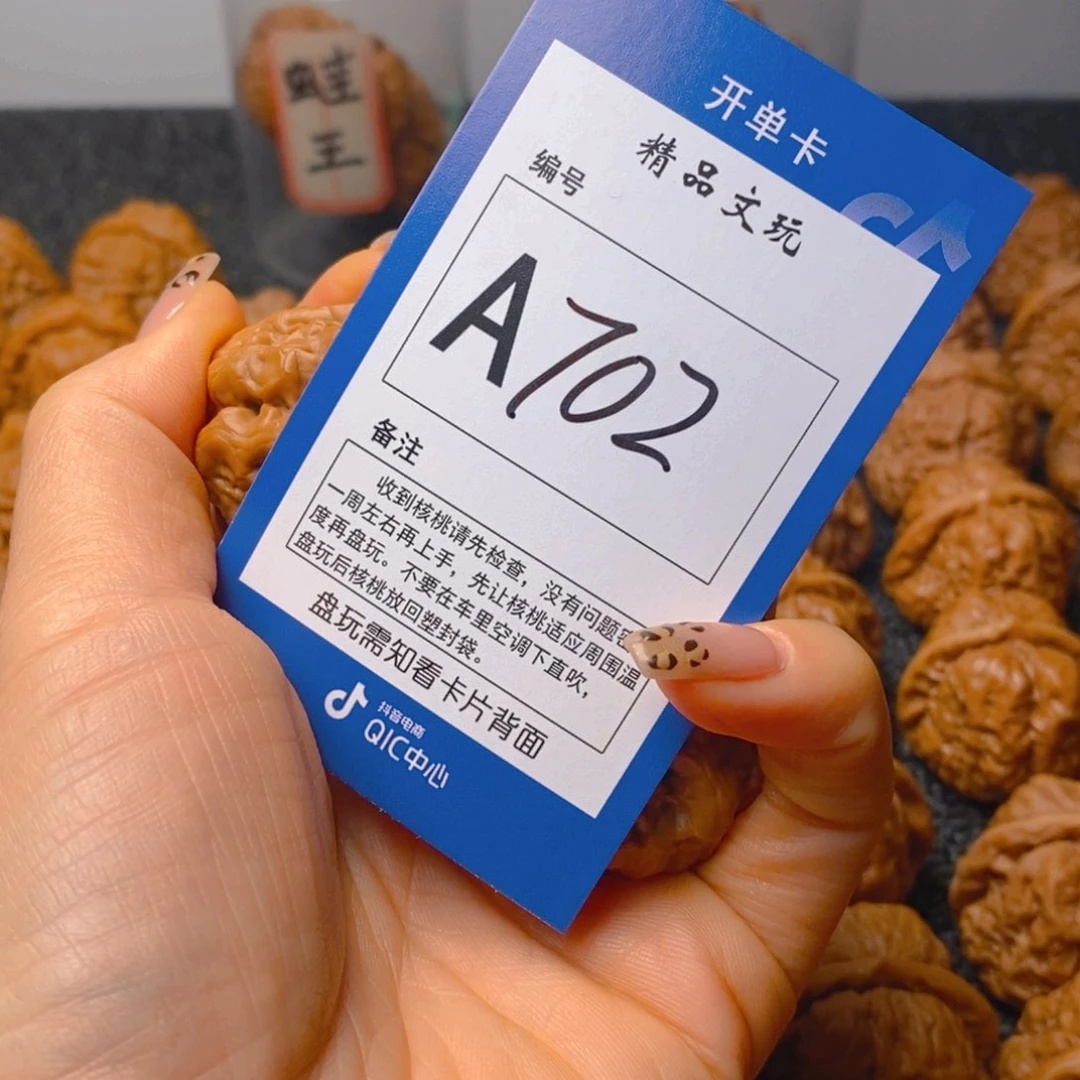 王
开单卡
精品文玩
编号
A702
备注
收到核桃请先检查，没有问题
一周左右再上手，先让核桃适应周围温
度再盘玩。不要在车里空调下直吹，
盘玩后核桃放回塑封袋。
盘玩需知看卡片背面
抖音电商
QIC中心